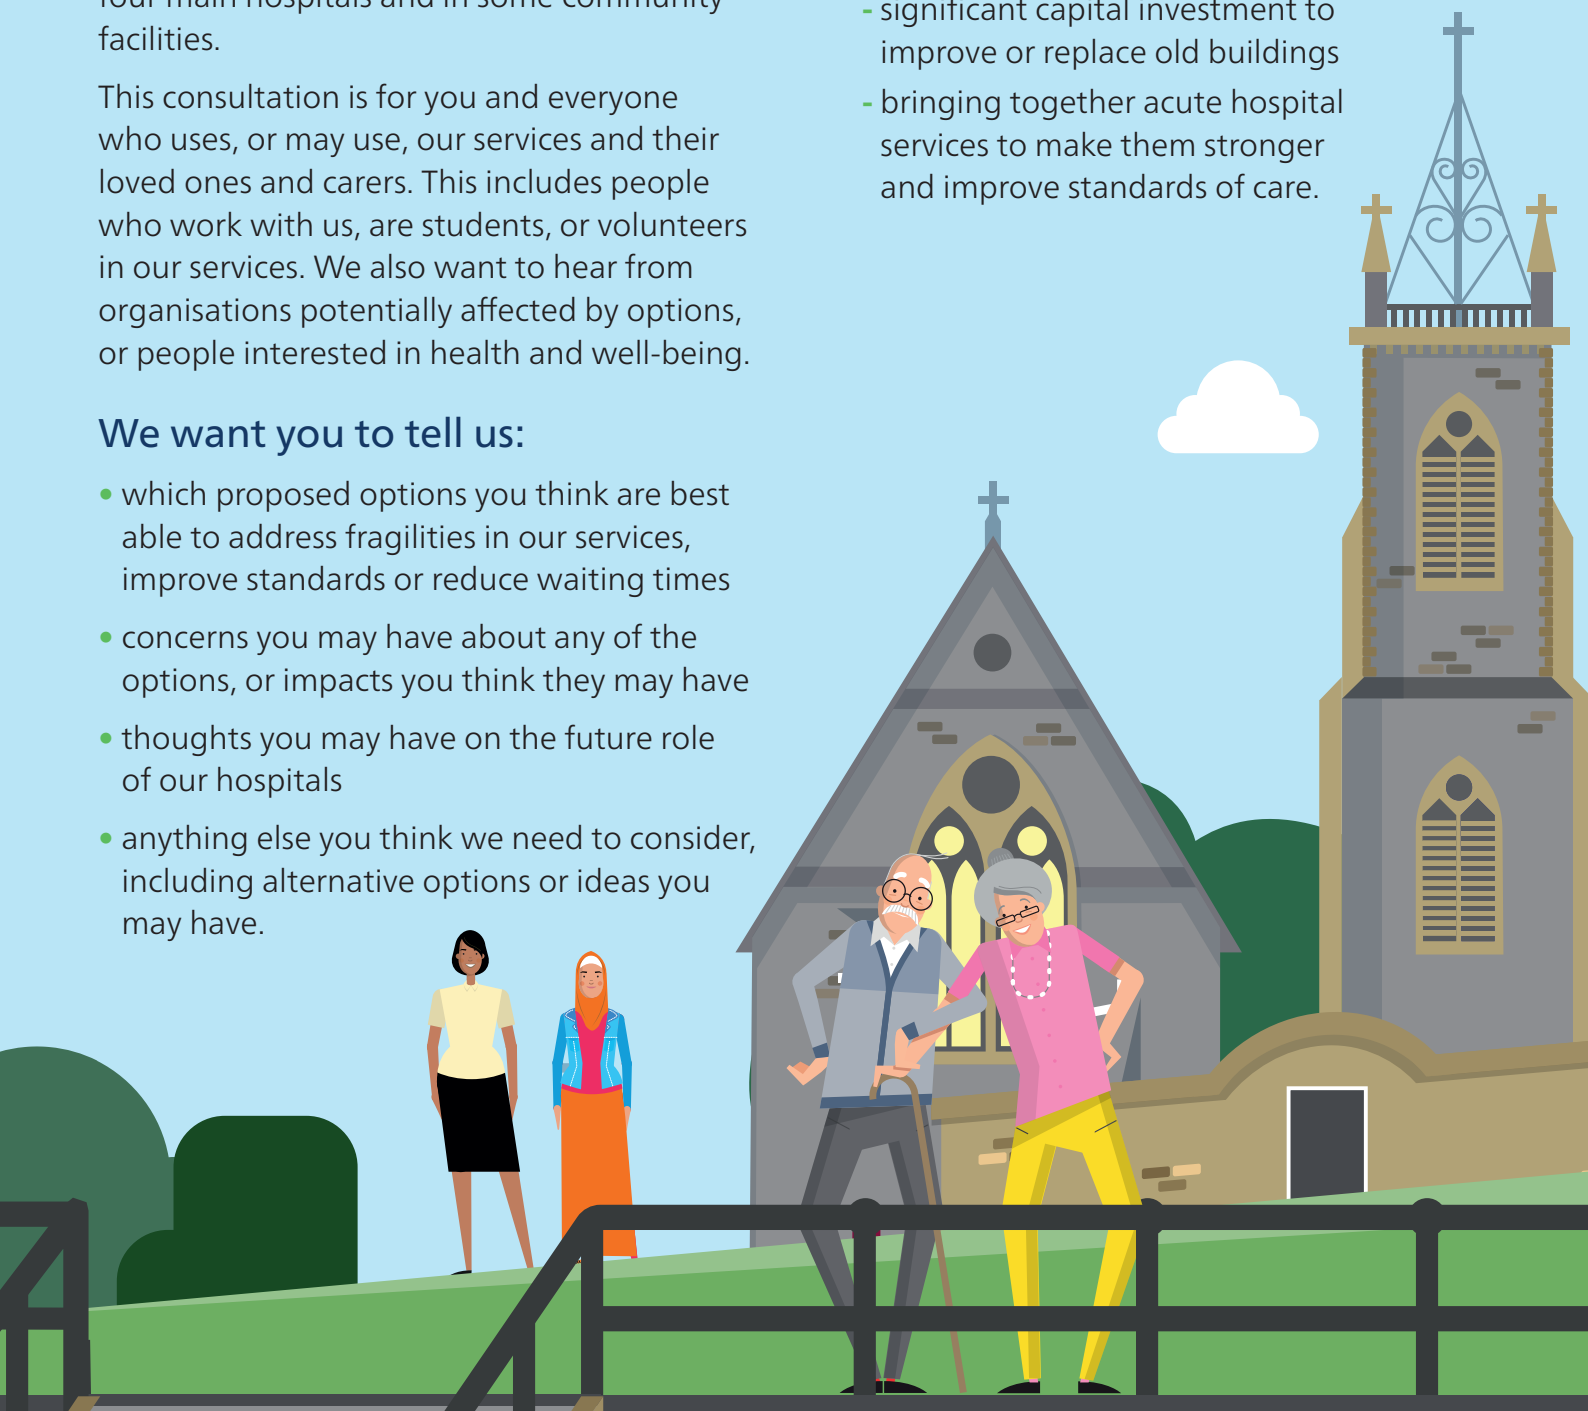 four main hospitals and in some community
facilities.
This consultation is for you and everyone
who uses, or may use, our services and their
loved ones and carers. This includes people
who work with us, are students, or volunteers
in our services. We also want to hear from
organisations potentially affected by options,
or people interested in health and well-being.
We want you to tell us:
• which proposed options you think are best
able to address fragilities in our services,
improve standards or reduce waiting times
• concerns you may have about any of the
options, or impacts you think they may have
• thoughts you may have on the future role
of our hospitals
• anything else you think we need to consider,
including alternative options or ideas you
may have.
- significant capital investment to
improve or replace old buildings
- bringing together acute hospital
services to make them stronger
and improve standards of care.